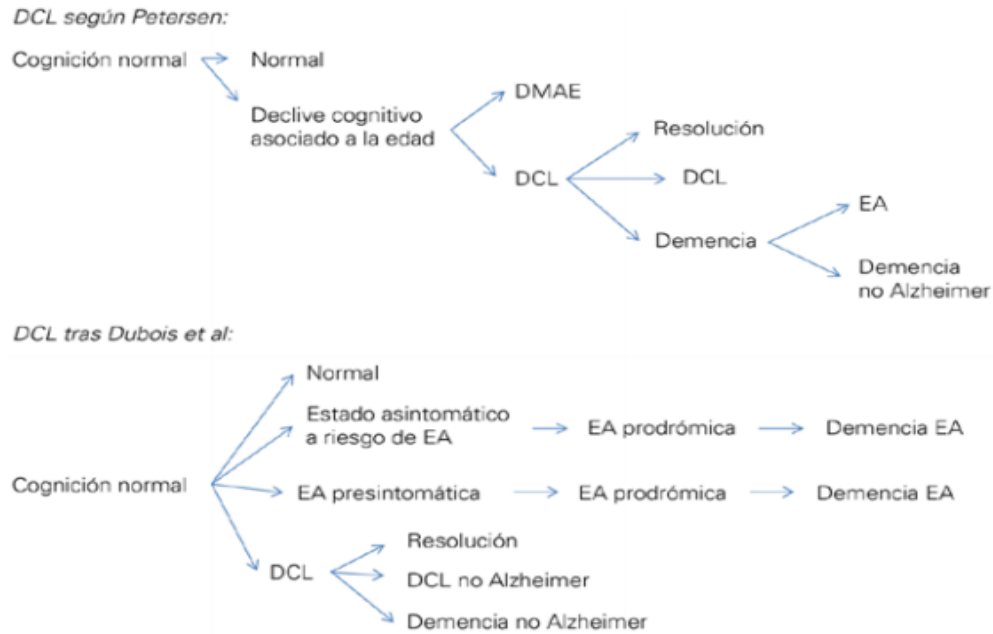 DCL según Petersen:
Cognición normal
Normal
Declive cognitivo
asociado a la edad
DMAE
DCL
Resolución
DCL
Demencia
EA
Demencia
no Alzheimer
DCL tras Dubois et al:
Cognición normal
Normal
Estado asintomático
a riesgo de EA
EA prodrómica
Demencia EA
EA presintomática
EA prodrómica
Demencia EA
DCL
Resolución
DCL no Alzheimer
Demencia no Alzheimer